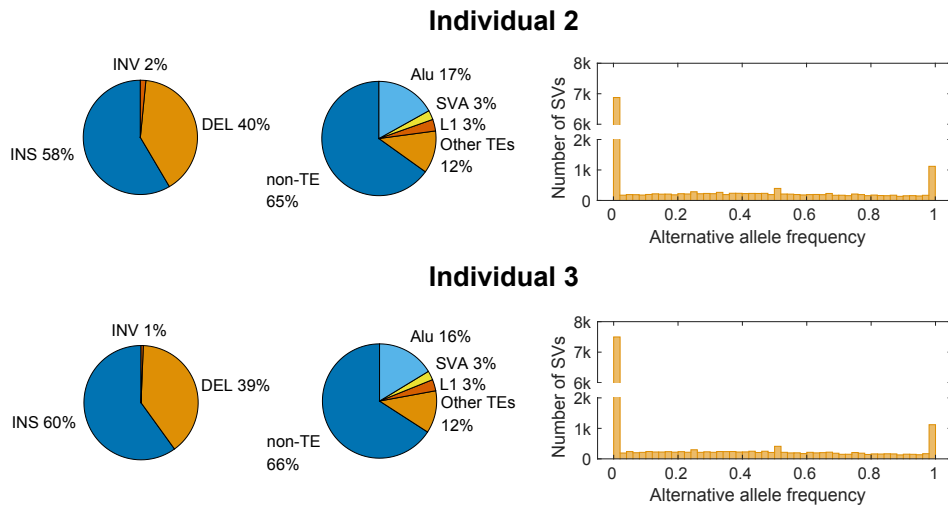 Individual 2
INV 2%
DEL 40%
INS 58%
Alu 17%
SVA 3%
L1 3%
Other TEs
12%
non-TE
65%
Number of SVs
8k
7k
6k
2k
1k
0
0 0.2 0.4 0.6 0.8 1
Alternative allele frequency
Individual 3
INV 1%
DEL 39%
INS 60%
Alu 16%
SVA 3%
L1 3%
Other TEs
12%
non-TE
66%
Number of SVs
8k
7k
6k
2k
1k
0
0 0.2 0.4 0.6 0.8 1
Alternative allele frequency